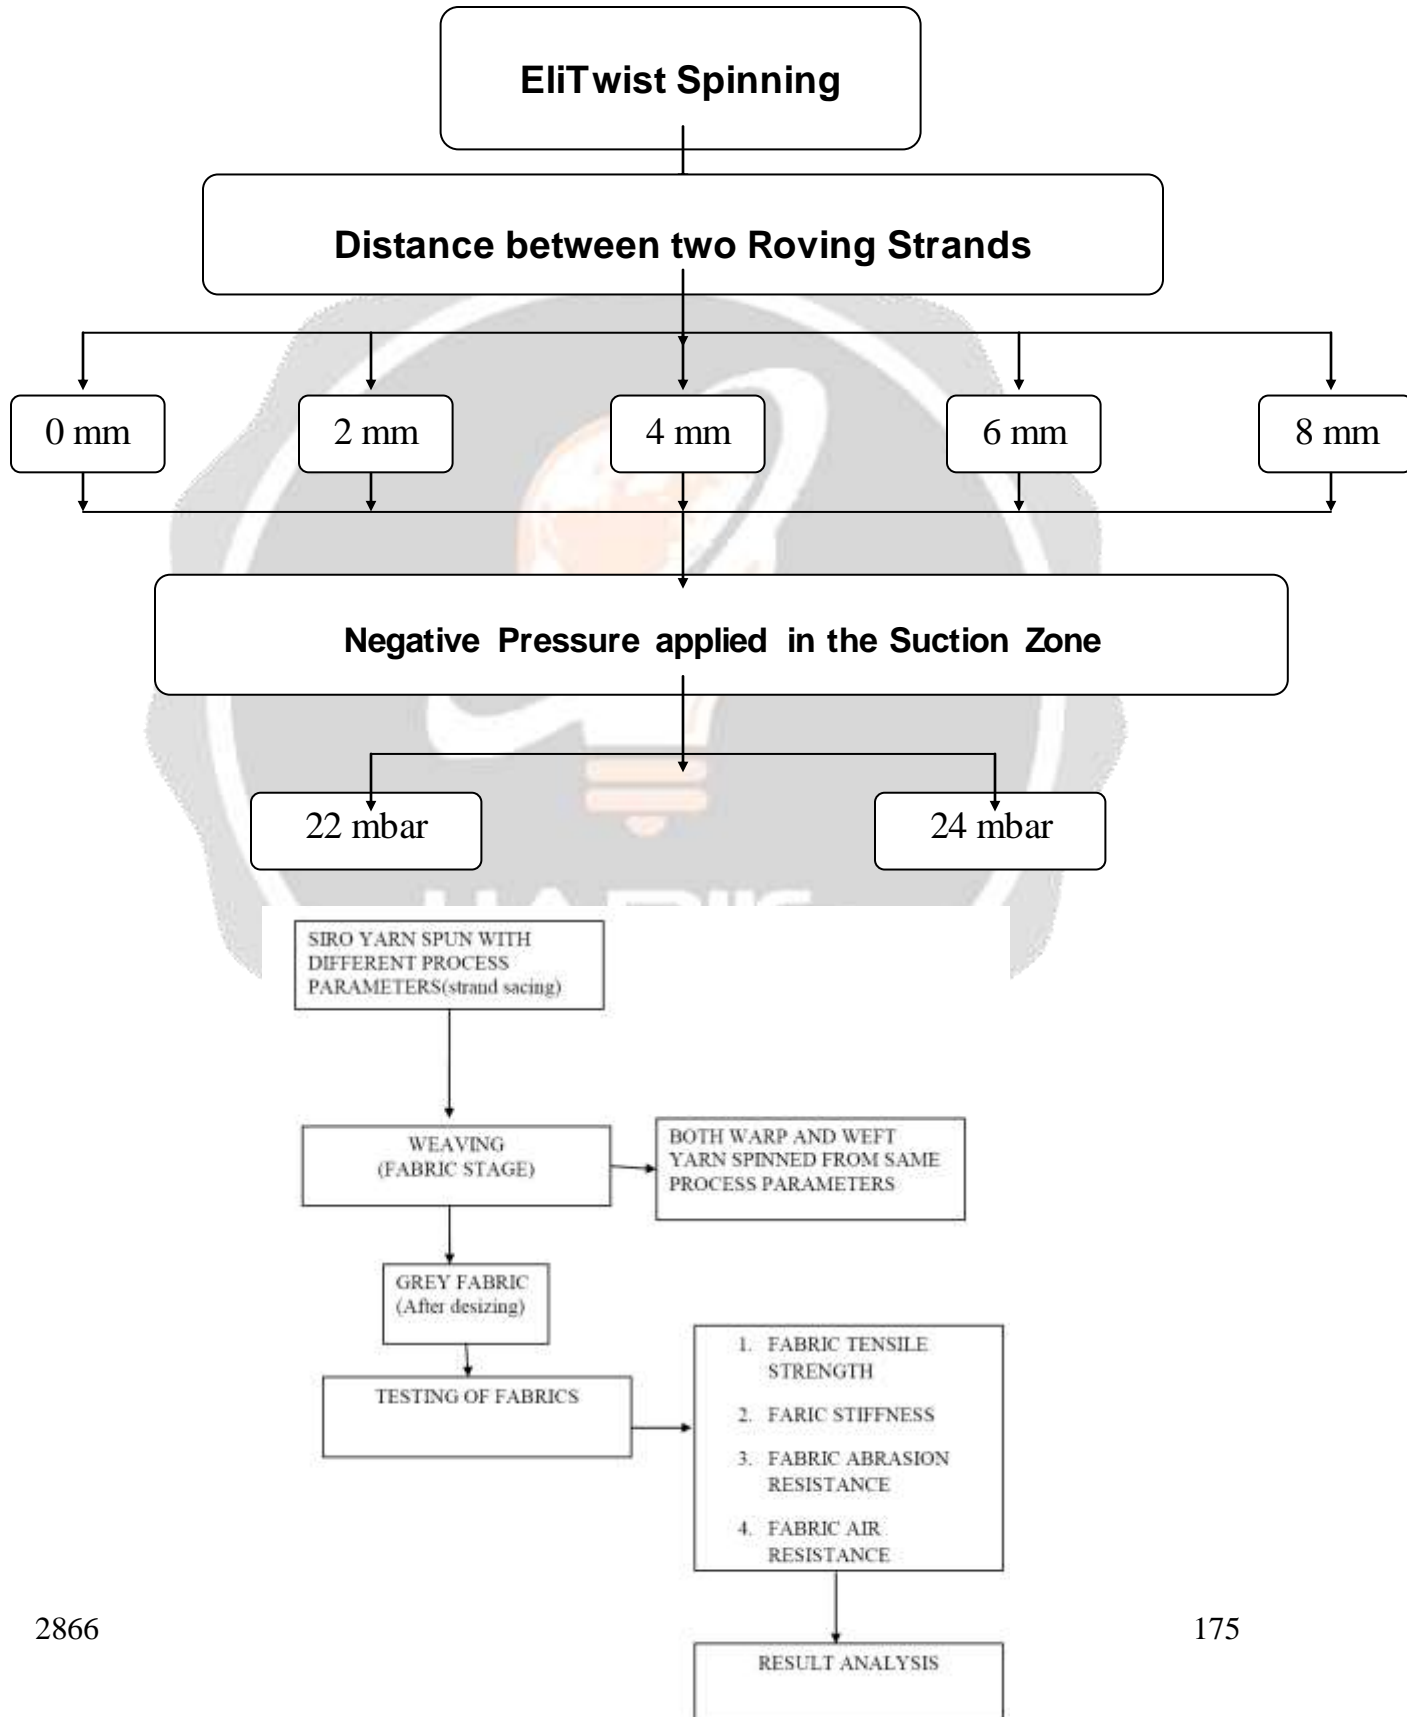 EliTwist Spinning
Distance between two Roving Strands
0 mm
2 mm
4 mm
6 mm
8 mm
Negative Pressure applied in the Suction Zone
22 mbar
24 mbar
SIRO YARN SPUN WITH
DIFFERENT PROCESS
PARAMETERS(strand sacing)
WEAVING
(FABRIC STAGE)
BOTH WARP AND WEFT
YARN SPINNED FROM SAME
PROCESS PARAMETERS
GREY FABRIC
(After desizing)
TESTING OF FABRICS
1. FABRIC TENSILE
STRENGTH
2. FARIC STIFFNESS
3. FABRIC ABRASION
RESISTANCE
4. FABRIC AIR
RESISTANCE
2866
175
RESULT ANALYSIS